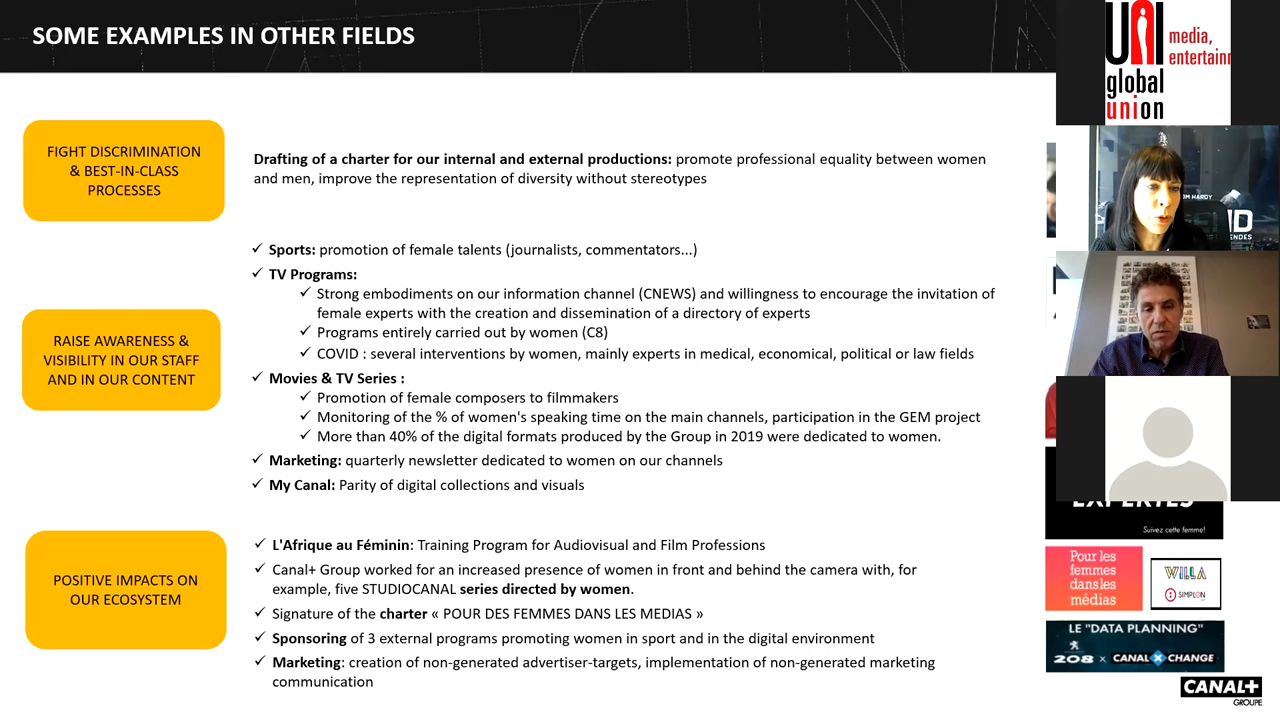 SOME EXAMPLES IN OTHER FIELDS
FIGHT DISCRIMINATION
& BEST-IN-CLASS
PROCESSES
Drafting of a charter for our internal and external productions: promote professional equality between women
and men, improve the representation of diversity without stereotypes
RAISE AWARENESS &
VISIBILITY IN OUR STAFF
AND IN OUR CONTENT
✓ Sports: promotion of female talents (journalists, commentators...)
✓ TV Programs:
✓ Strong embodiments on our information channel (CNEWS) and willingness to encourage the invitation of
female experts with the creation and dissemination of a directory of experts
✓ Programs entirely carried out by women (C8)
✓ COVID : several interventions by women, mainly experts in medical, economical, political or law fields
✓ Movies & TV Series :
✓ Promotion of female composers to filmmakers
✓ Monitoring of the % of women's speaking time on the main channels, participation in the GEM project
✓ More than 40% of the digital formats produced by the Group in 2019 were dedicated to women.
✓ Marketing: quarterly newsletter dedicated to women on our channels
✓ My Canal: Parity of digital collections and visuals
POSITIVE IMPACTS ON
OUR ECOSYSTEM
✓ L'Afrique au Féminin: Training Program for Audiovisual and Film Professions
✓ Canal+ Group worked for an increased presence of women in front and behind the camera with, for
example, five STUDIOCANAL series directed by women.
✓ Signature of the charter « POUR DES FEMMES DANS LES MEDIAS »
✓ Sponsoring of 3 external programs promoting women in sport and in the digital environment
✓ Marketing: creation of non-generated advertiser-targets, implementation of non-generated marketing
communication
UNI
media,
entertain
global
union
OM HARDY
ND
ENDES
EXPERTES
Suivez cette femme!
Pour les
femmes
dans les
médias
WILLA
SIMPLON
LE "DATA PLANNING"
208 x CANAL X CHANGE
CANAL+
GROUPE